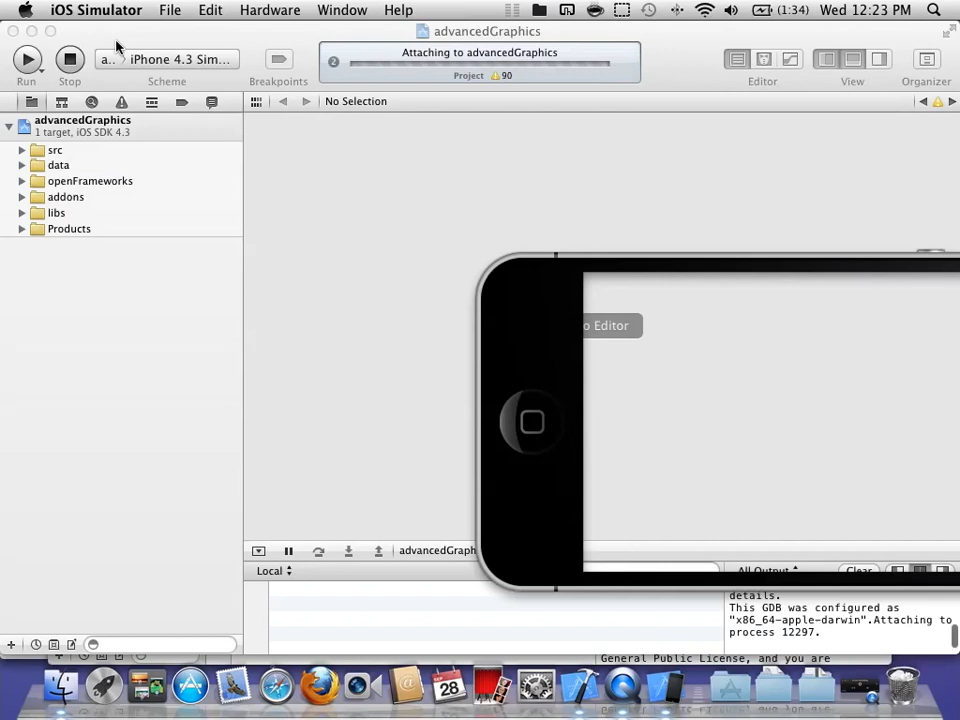 iOS Simulator File Edit Hardware Window Help (1:34) Wed 12:23 PM
advancedGraphics
a.. iPhone 4.3 Sim...
Attaching to advancedGraphics
2
Project 90
Run Stop Scheme Breakpoints Editor View Organizer
No Selection
advancedGraphics
1 target, iOS SDK 4.3
src
data
openFrameworks
addons
libs
Products
o Editor
advancedGraph
Local
All Output Clear
details.
This GDB was configured as
"x86_64-apple-darwin".Attaching to
process 12297.
General Public License, and you are
SEP
28